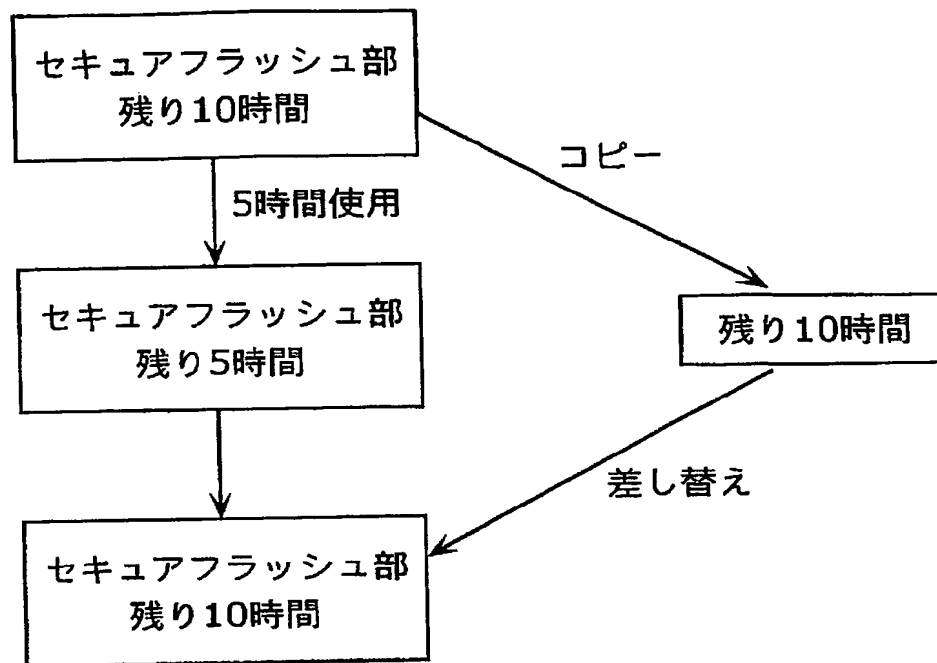 セキュアフラッシュ部
残り10時間
コピー
5時間使用
セキュアフラッシュ部
残り5時間
残り10時間
差し替え
セキュアフラッシュ部
残り10時間